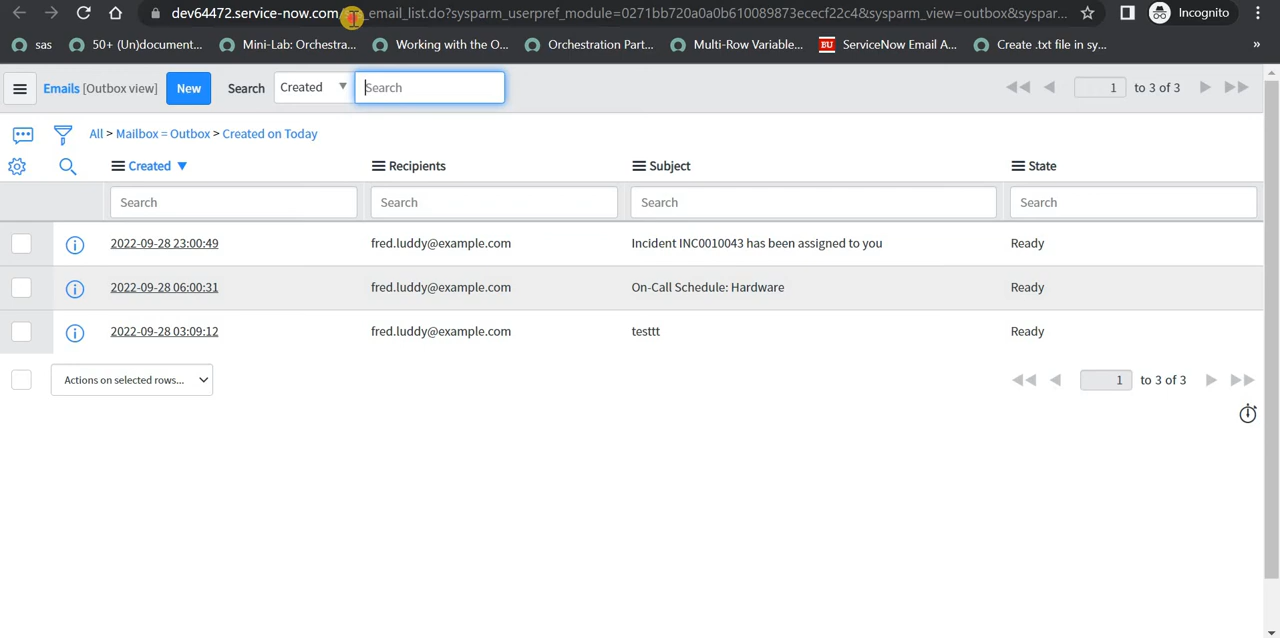 dev64472.service-now.com/ _email_list.do?sysparm_userpref_module=0271bb720a0a0b610089873ececf22c4&sysparm_view=outbox&syspar... Incognito
sas 50+ (Un)document... Mini-Lab: Orchestra... Working with the O... Orchestration Part... Multi-Row Variable... BU ServiceNow Email A... Create .txt file in sy... »
Emails [Outbox view] New Search Created Search 1 to 3 of 3
All > Mailbox = Outbox > Created on Today
Created Recipients Subject State
Search Search Search Search
2022-09-28 23:00:49 fred.luddy@example.com Incident INC0010043 has been assigned to you Ready
2022-09-28 06:00:31 fred.luddy@example.com On-Call Schedule: Hardware Ready
2022-09-28 03:09:12 fred.luddy@example.com testtt Ready
Actions on selected rows... 1 to 3 of 3